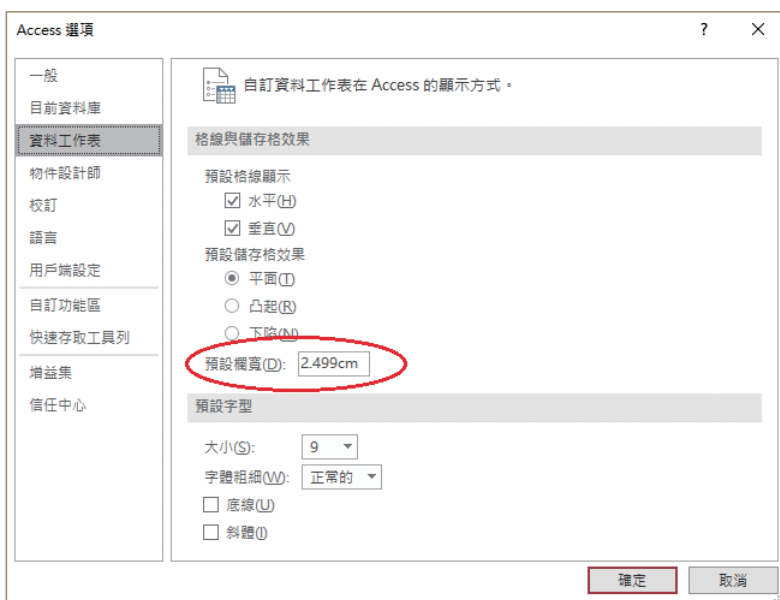 Access 選項
? ×
一般
目前資料庫
資料工作表
物件設計師
校訂
語言
用戶端設定
自訂功能區
快速存取工具列
增益集
信任中心
自訂資料工作表在 Access 的顯示方式。
格線與儲存格效果
預設格線顯示
水平(H)
垂直(V)
預設儲存格效果
平面(T)
凸起(R)
下陷(N)
預設欄寬(D): 2.499cm
預設字型
大小(S): 9
字體粗細(W): 正常的
底線(U)
斜體(I)
確定 取消